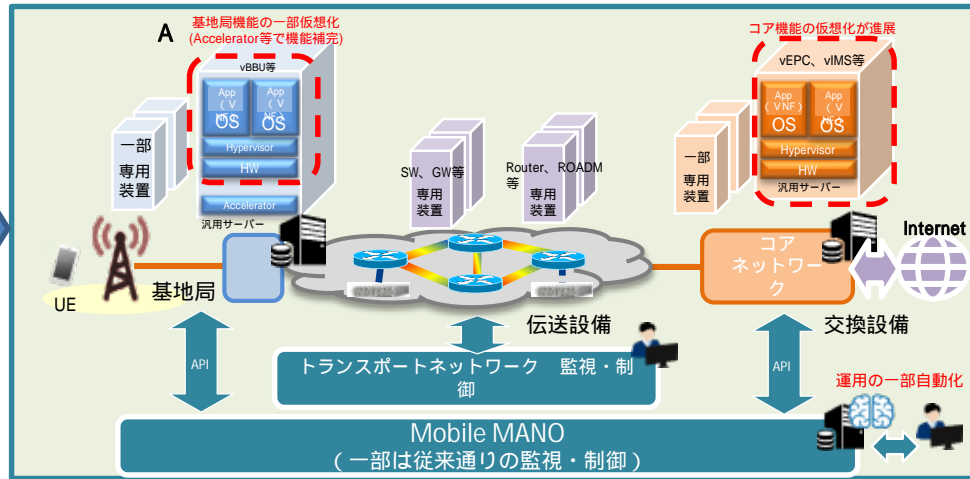 A
基地局機能の一部仮想化
(Accelerator等で機能補完)
コア機能の仮想化が進展
vBBU等
App
(V
NF)
OS
App
(V
NF)
OS
Hypervisor
HW
Accelerator
汎用サーバー
一部
専用
装置
SW、GW等
専用
装置
Router、ROADM
等
専用
装置
一部
専用
装置
vEPC、vIMS等
App
(VNF)
OS
App
(V
NF)
OS
Hypervisor
HW
汎用サーバー
UE
基地局
伝送設備
コア
ネットワー
ク
Internet
交換設備
API
トランスポートネットワーク 監視・制
御
API
運用の一部自動化
Mobile MANO
(一部は従来通りの監視・制御)